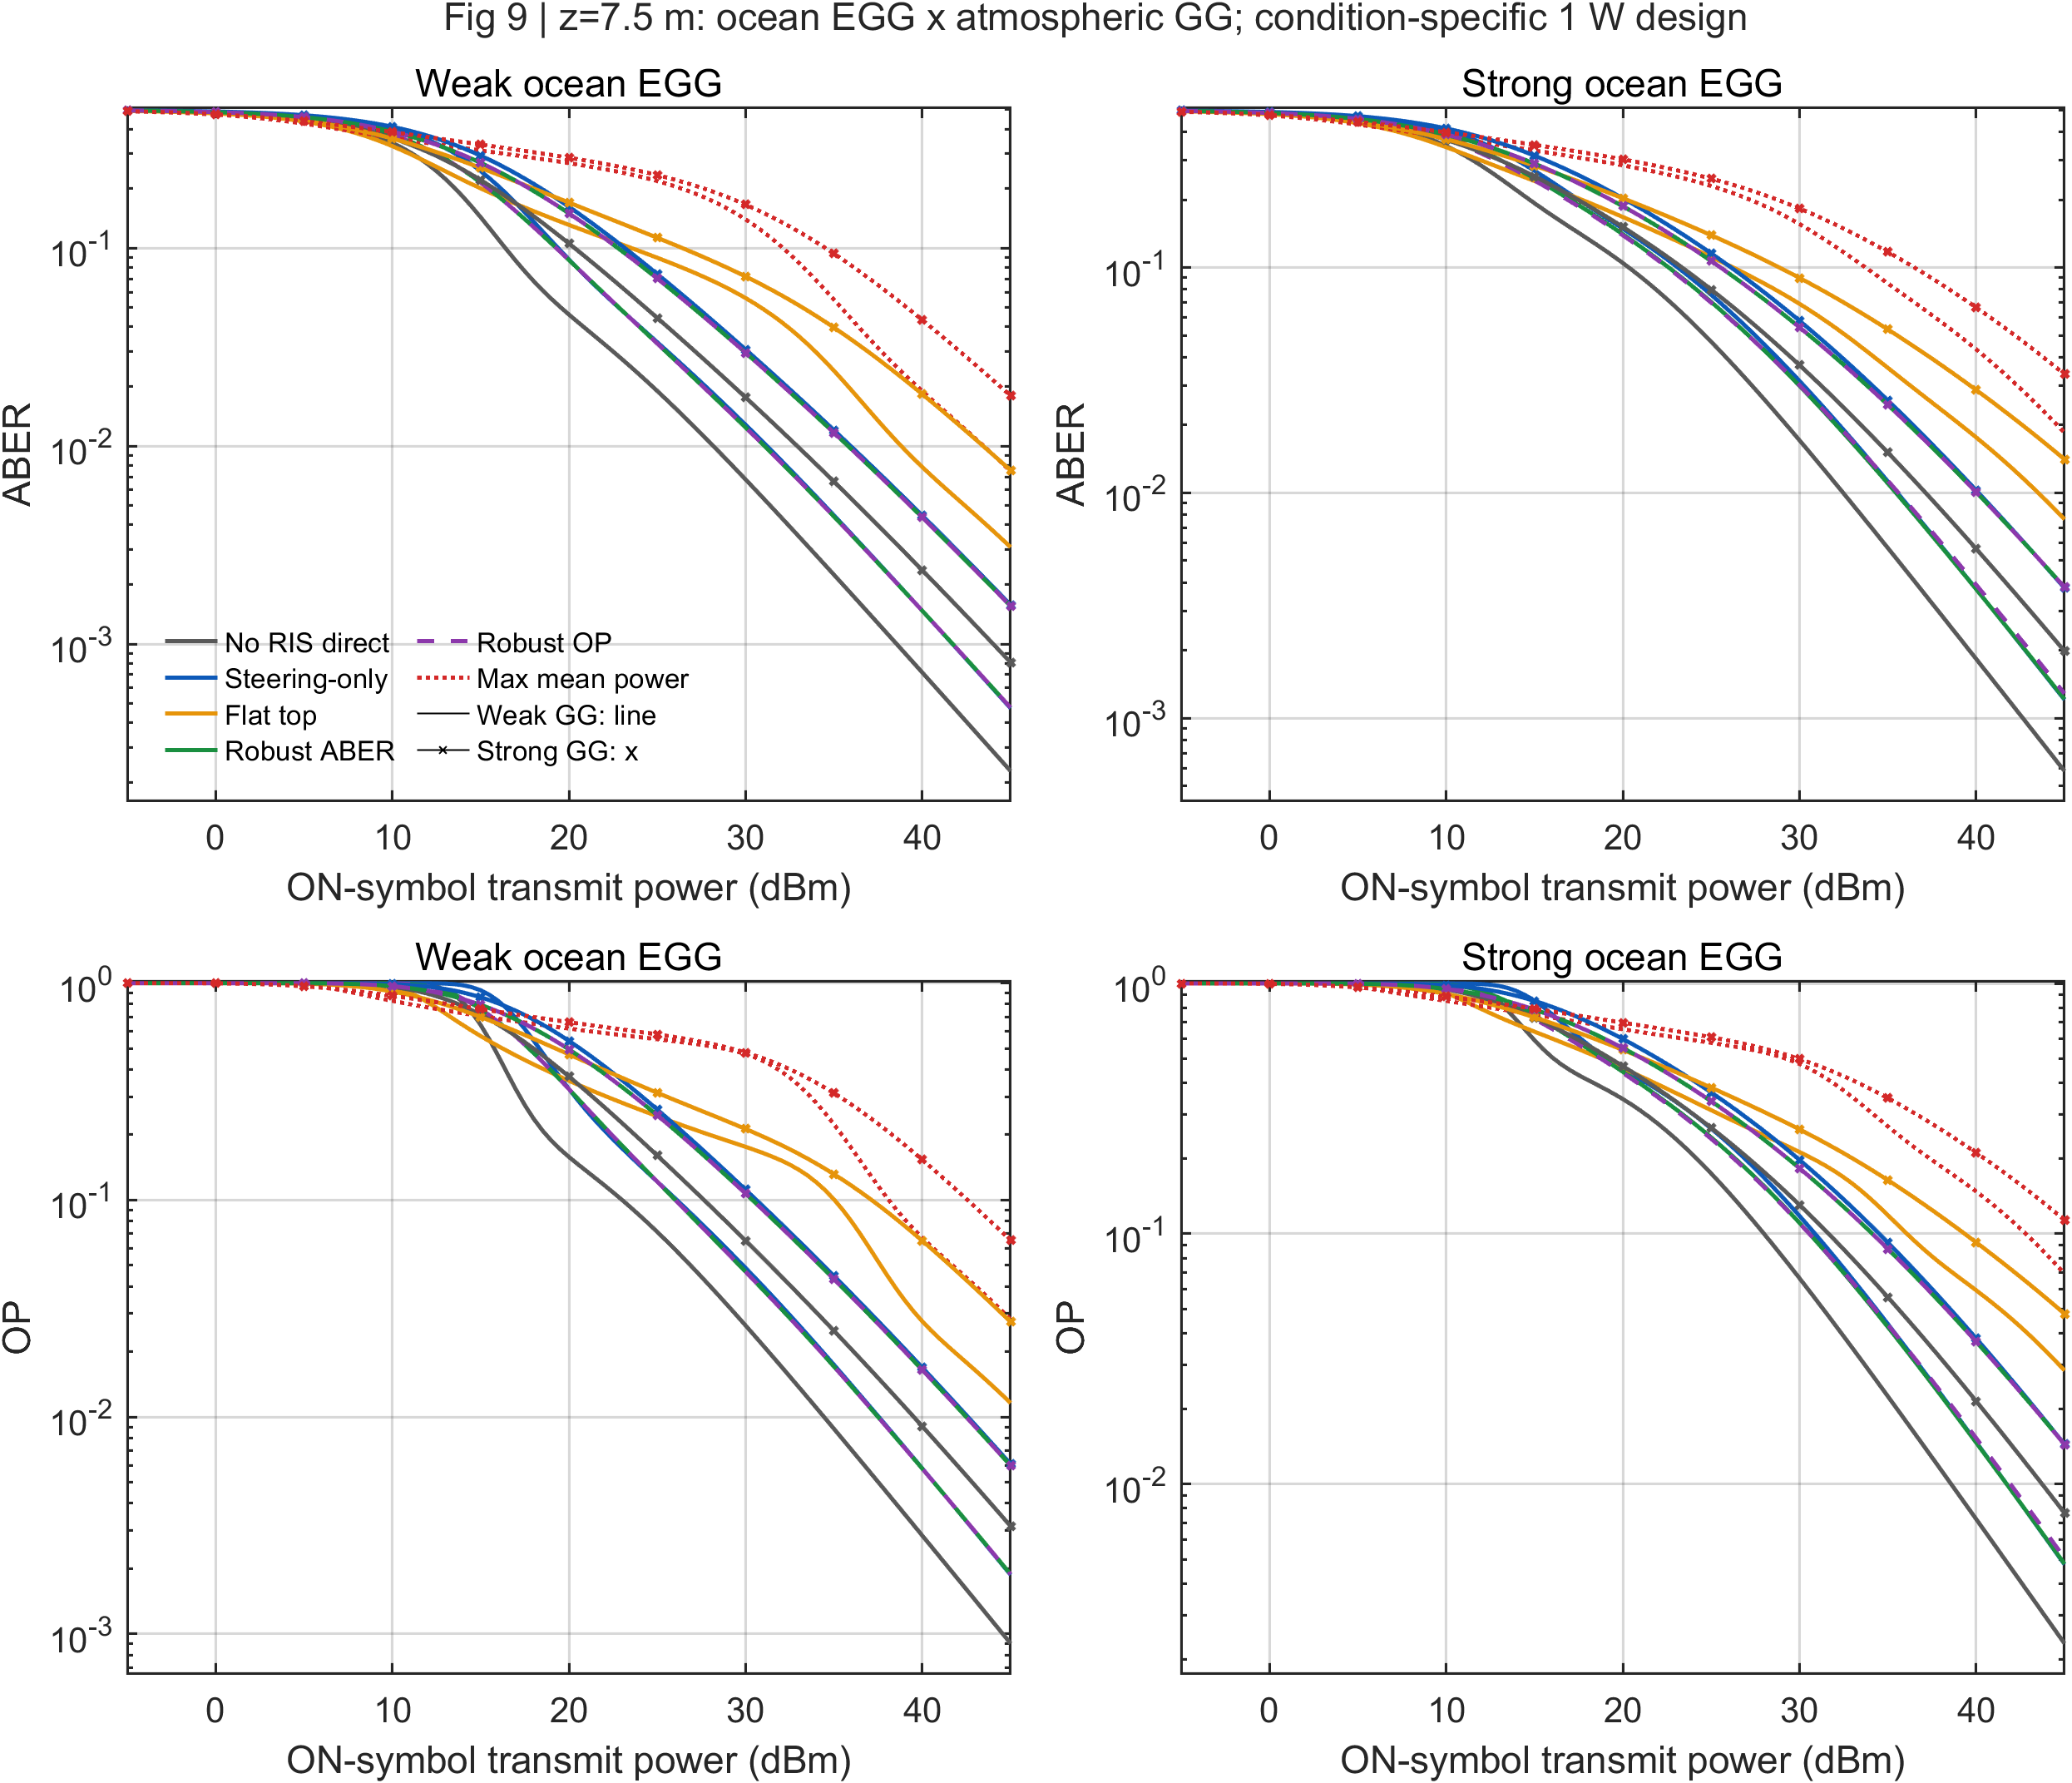 Fig 9 | z=7.5 m: ocean EGG x atmospheric GG; condition-specific 1 W design
Weak ocean EGG
ABER
10^-1
10^-2
10^-3
No RIS direct
Steering-only
Flat top
Robust ABER
Robust OP
Max mean power
Weak GG: line
Strong GG: x
0 10 20 30 40
ON-symbol transmit power (dBm)
Strong ocean EGG
ABER
10^-1
10^-2
10^-3
0 10 20 30 40
ON-symbol transmit power (dBm)
Weak ocean EGG
OP
10^0
10^-1
10^-2
10^-3
0 10 20 30 40
ON-symbol transmit power (dBm)
Strong ocean EGG
OP
10^0
10^-1
10^-2
0 10 20 30 40
ON-symbol transmit power (dBm)